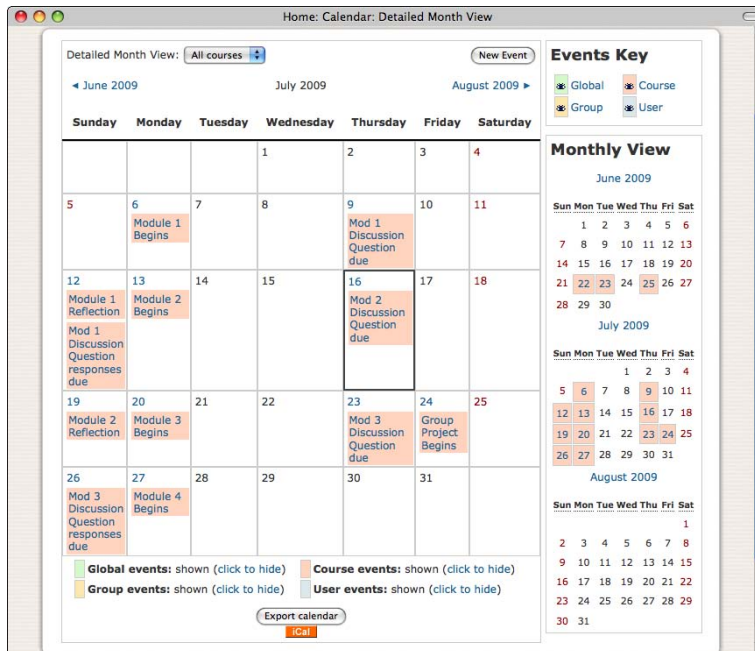 Home: Calendar: Detailed Month View
Detailed Month View: All courses New Event
◄ June 2009 July 2009 August 2009 ►
Sunday Monday Tuesday Wednesday Thursday Friday Saturday
1 2 3 4
5 6 7 8 9 10 11
Module 1
Begins
Mod 1
Discussion
Question
due
12 13 14 15 16 17 18
Module 1
Reflection
Mod 1
Discussion
Question
responses
due
Module 2
Begins
Mod 2
Discussion
Question
due
19 20 21 22 23 24 25
Module 2
Reflection
Module 3
Begins
Mod 3
Discussion
Question
due
Group
Project
Begins
26 27 28 29 30 31
Mod 3
Discussion
Question
responses
due
Module 4
Begins
Global events: shown (click to hide) Course events: shown (click to hide)
Group events: shown (click to hide) User events: shown (click to hide)
Export calendar
iCal
Events Key
Global Course
Group User
Monthly View
June 2009
Sun Mon Tue Wed Thu Fri Sat
1 2 3 4 5 6
7 8 9 10 11 12 13
14 15 16 17 18 19 20
21 22 23 24 25 26 27
28 29 30
July 2009
Sun Mon Tue Wed Thu Fri Sat
1 2 3 4
5 6 7 8 9 10 11
12 13 14 15 16 17 18
19 20 21 22 23 24 25
26 27 28 29 30 31
August 2009
Sun Mon Tue Wed Thu Fri Sat
1
2 3 4 5 6 7 8
9 10 11 12 13 14 15
16 17 18 19 20 21 22
23 24 25 26 27 28 29
30 31